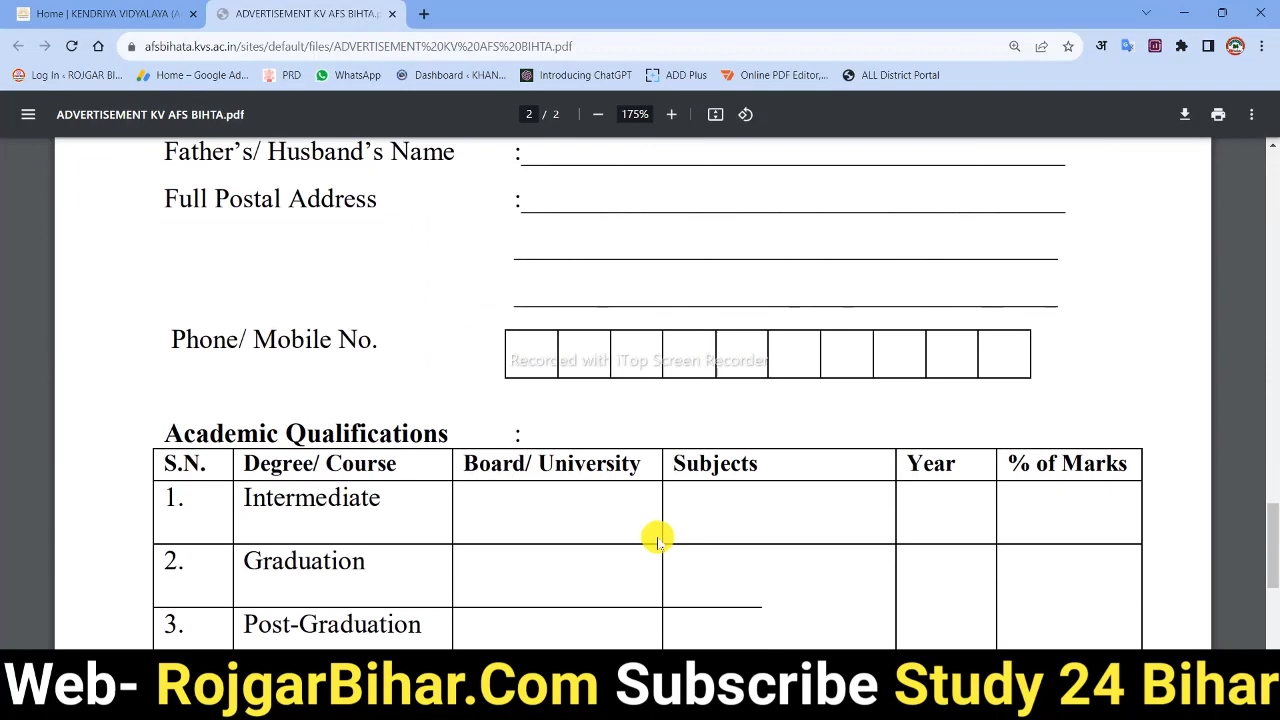 Home | KENDRIYA VIDYALAYA (A
ADVERTISEMENT KV AFS BIHTA.pdf
afsbihata.kvs.ac.in/sites/default/files/ADVERTISEMENT%20KV%20AFS%20BIHTA.pdf
अ
Log In ‹ ROJGAR BI...
Home – Google Ad...
PRD
WhatsApp
Dashboard ‹ KHAN...
Introducing ChatGPT
ADD Plus
Online PDF Editor,...
ALL District Portal
ADVERTISEMENT KV AFS BIHTA.pdf
2 / 2
175%
Father's/ Husband's Name :
Full Postal Address :
Phone/ Mobile No.
Recorded with iTop Screen Recorder
Academic Qualifications :
S.N. Degree/ Course Board/ University Subjects Year % of Marks
1. Intermediate
2. Graduation
3. Post-Graduation
Web- RojgarBihar.Com Subscribe Study 24 Bihar